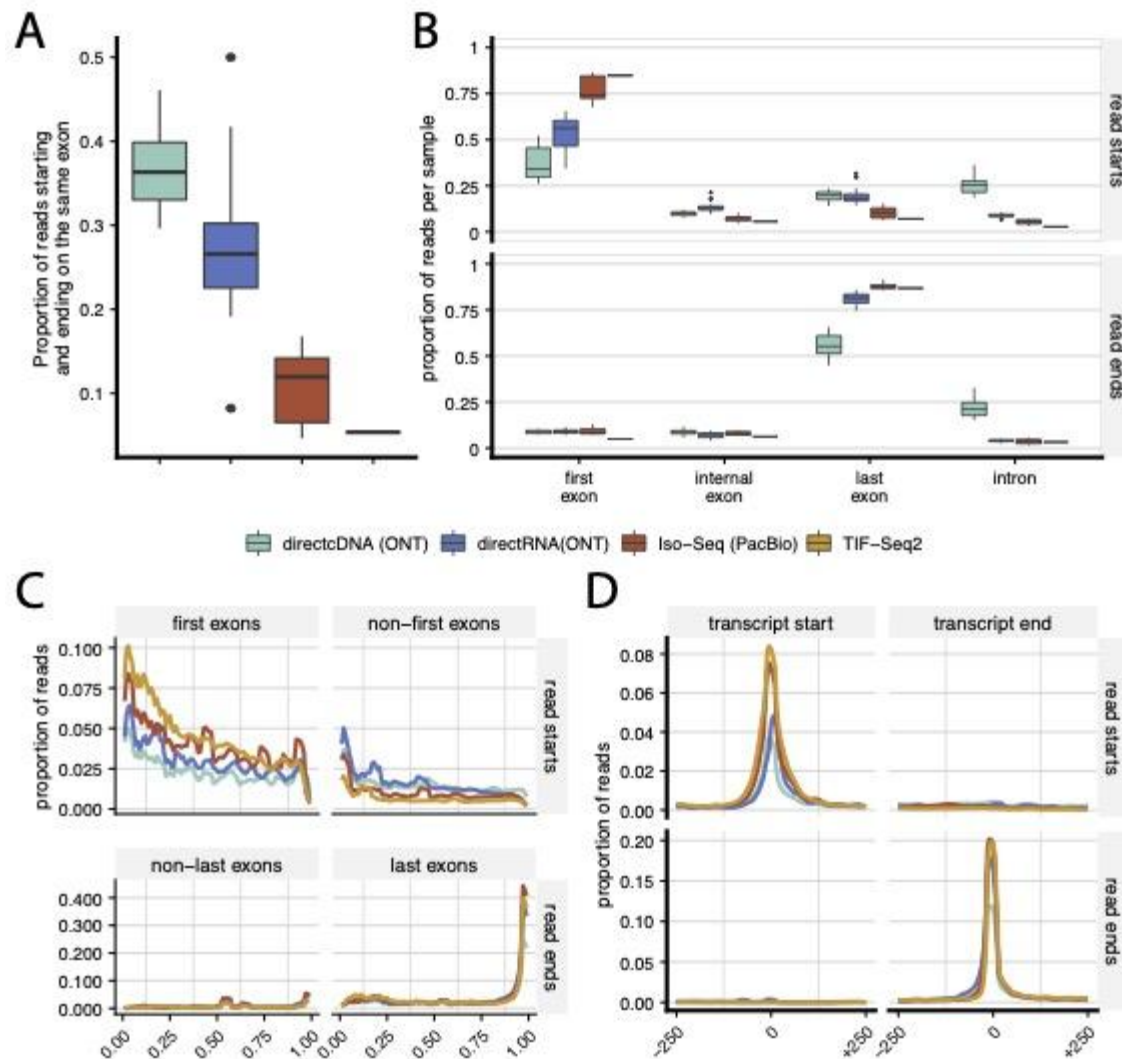 A
Proportion of reads starting
and ending on the same exon
0.5
0.4
0.3
0.2
0.1
B
proportion of reads per sample
1
0.75
0.5
0.25
0
read starts
1
0.75
0.5
0.25
0
read ends
first
exon
internal
exon
last
exon
intron
directcDNA (ONT)
directRNA(ONT)
Iso-Seq (PacBio)
TIF-Seq2
C
first exons
non-first exons
proportion of reads
0.100
0.075
0.050
0.025
0.000
read starts
non-last exons
last exons
0.400
0.300
0.200
0.100
0.000
read ends
0.00
0.25
0.50
0.75
1.00
0.00
0.25
0.50
0.75
1.00
D
transcript start
transcript end
proportion of reads
0.08
0.06
0.04
0.02
0.00
read starts
0.20
0.15
0.10
0.05
0.00
read ends
-250
0
+250
-250
0
+250